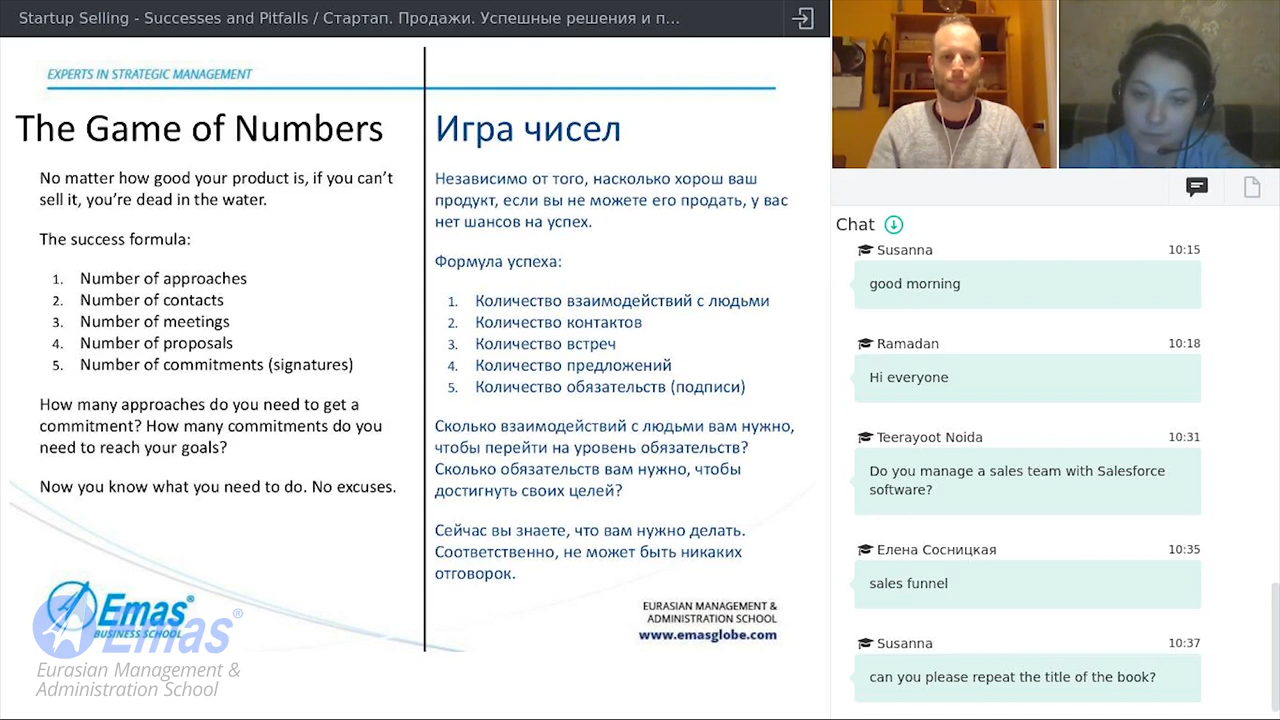 Startup Selling - Successes and Pitfalls / Стартап. Продажи. Успешные решения и п...
EXPERTS IN STRATEGIC MANAGEMENT
The Game of Numbers
No matter how good your product is, if you can't
sell it, you're dead in the water.
The success formula:
1. Number of approaches
2. Number of contacts
3. Number of meetings
4. Number of proposals
5. Number of commitments (signatures)
How many approaches do you need to get a
commitment? How many commitments do you
need to reach your goals?
Now you know what you need to do. No excuses.
Игра чисел
Независимо от того, насколько хорош ваш
продукт, если вы не можете его продать, у вас
нет шансов на успех.
Формула успеха:
1. Количество взаимодействий с людьми
2. Количество контактов
3. Количество встреч
4. Количество предложений
5. Количество обязательств (подписи)
Сколько взаимодействий с людьми вам нужно,
чтобы перейти на уровень обязательств?
Сколько обязательств вам нужно, чтобы
достигнуть своих целей?
Сейчас вы знаете, что вам нужно делать.
Соответственно, не может быть никаких
отговорок.
Emas®
BUSINESS SCHOOL
Emas®
Eurasian Management &
Administration School
EURASIAN MANAGEMENT &
ADMINISTRATION SCHOOL
www.emasglobe.com
Chat
Susanna 10:15
good morning
Ramadan 10:18
Hi everyone
Teerayoot Noida 10:31
Do you manage a sales team with Salesforce
software?
Елена Сосницкая 10:35
sales funnel
Susanna 10:37
can you please repeat the title of the book?